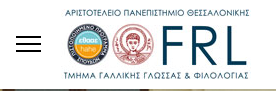 ΑΡΙΣΤΟΤΕΛΕΙΟ ΠΑΝΕΠΙΣΤΗΜΙΟ ΘΕΣΣΑΛΟΝΙΚΗΣ
FRL
ΤΜΗΜΑ ΓΑΛΛΙΚΗΣ ΓΛΩΣΣΑΣ & ΦΙΛΟΛΟΓΙΑΣ